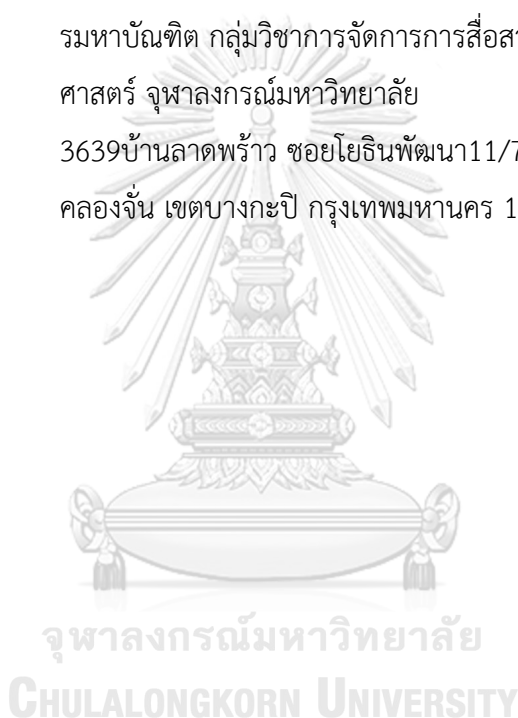 รมหาบัณฑิต กลุ่มวิชาการจัดการการสื่อสา
ศาสตร์ จุฬาลงกรณ์มหาวิทยาลัย
3639บ้านลาดพร้าว ซอยโยธินพัฒนา11/7
คลองจั่น เขตบางกะปิ กรุงเทพมหานคร 1
จุฬาลงกรณ์มหาวิทยาลัย
CHULALONGKORN UNIVERSITY